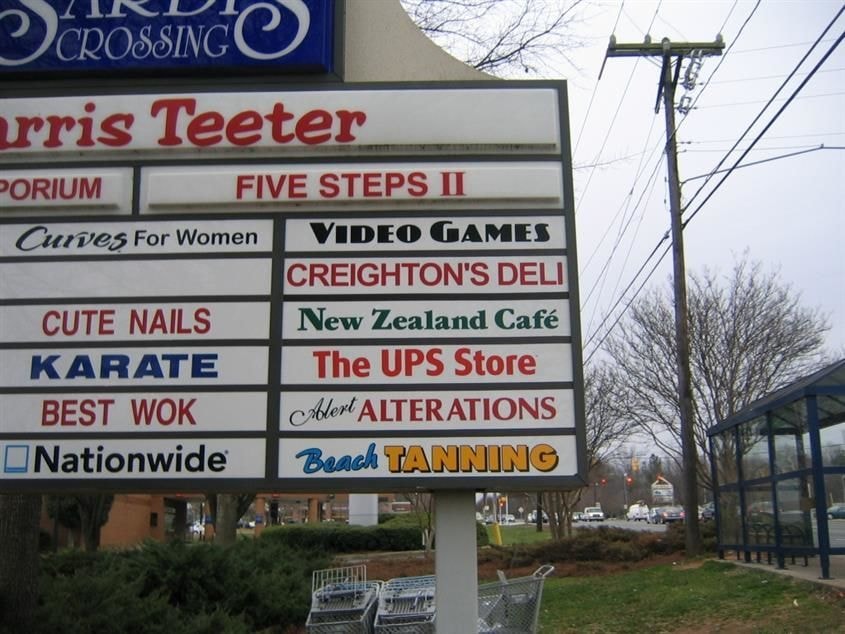 SARDIS
CROSSING
arris Teeter
PORIUM
FIVE STEPS II
Curves For Women
VIDEO GAMES
CREIGHTON'S DELI
CUTE NAILS
New Zealand Café
KARATE
The UPS Store
BEST WOK
Alert ALTERATIONS
Nationwide
Beach TANNING